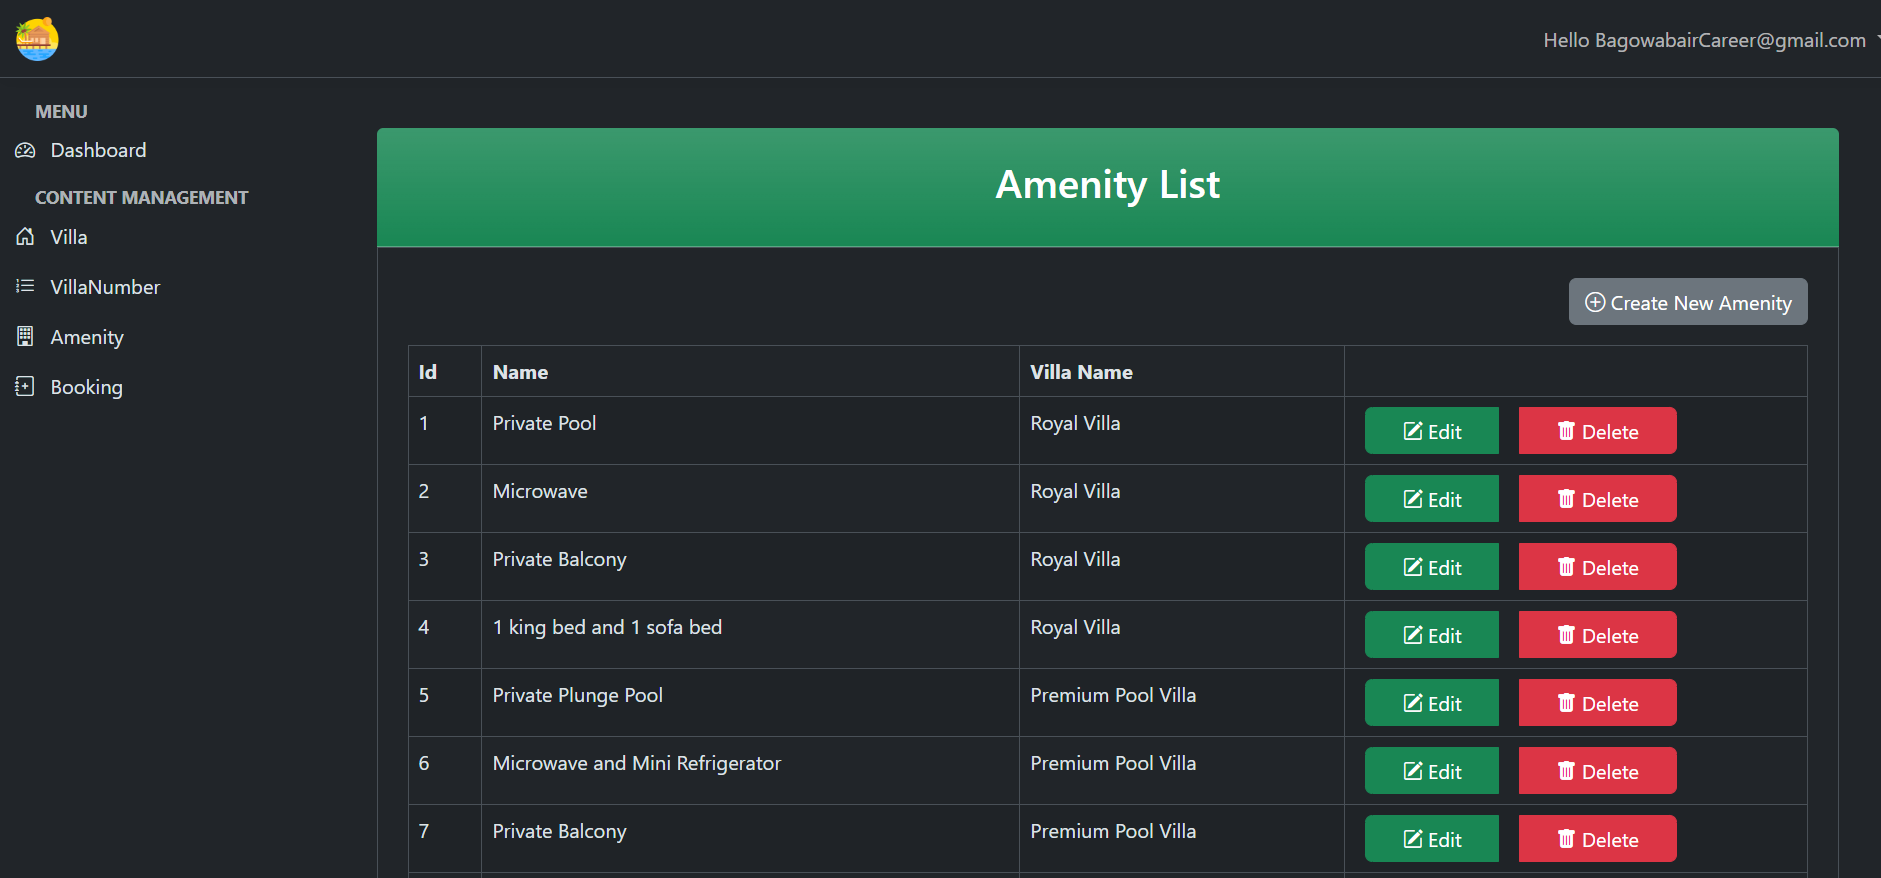 Hello BagowabairCareer@gmail.com
MENU
Dashboard
CONTENT MANAGEMENT
Villa
VillaNumber
Amenity
Booking
Amenity List
Create New Amenity
Id Name Villa Name
1 Private Pool Royal Villa Edit Delete
2 Microwave Royal Villa Edit Delete
3 Private Balcony Royal Villa Edit Delete
4 1 king bed and 1 sofa bed Royal Villa Edit Delete
5 Private Plunge Pool Premium Pool Villa Edit Delete
6 Microwave and Mini Refrigerator Premium Pool Villa Edit Delete
7 Private Balcony Premium Pool Villa Edit Delete